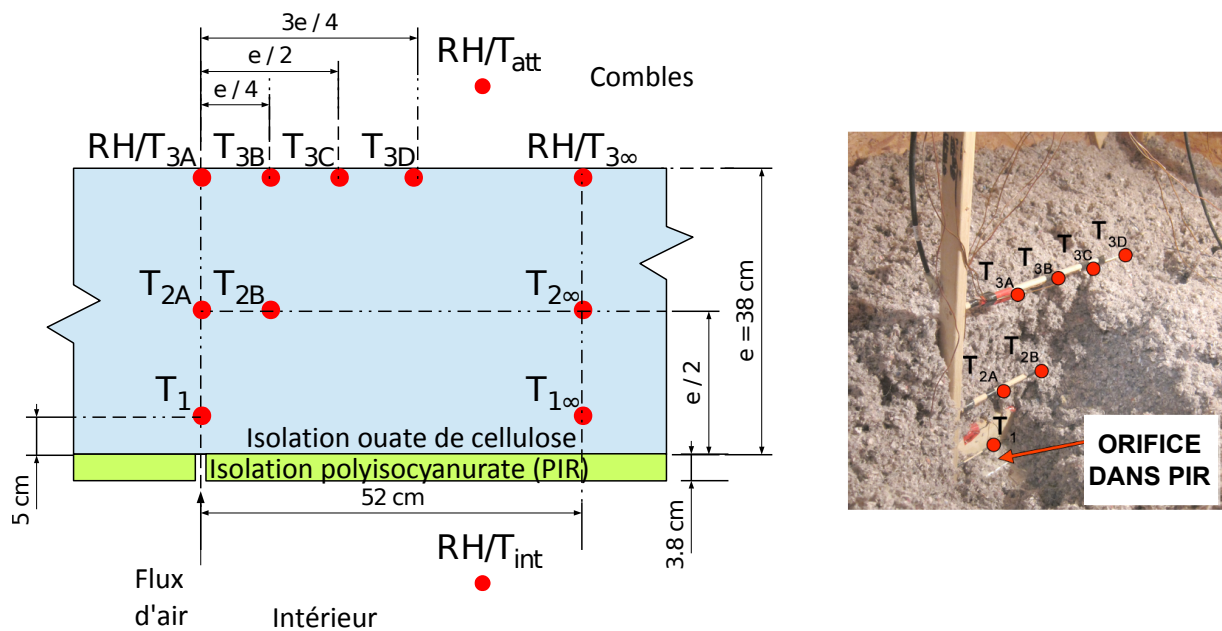 3e / 4
e / 2
e / 4
RH/Tatt
Combles
RH/T3A T3B T3C T3D RH/T3∞
T2A T2B T2∞
T1 T1∞
e = 38 cm
e / 2
Isolation ouate de cellulose
Isolation polyisocyanurate (PIR)
5 cm
52 cm
3.8 cm
RH/Tint
Flux
d'air
Intérieur
T3A T3B T3C T3D
T2A T2B
T1
ORIFICE
DANS PIR